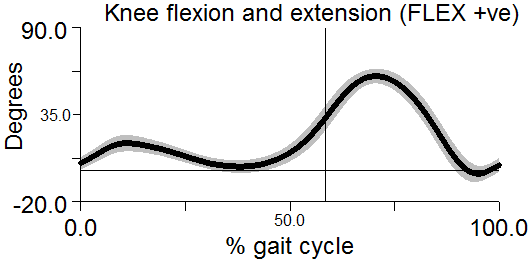 Knee flexion and extension (FLEX +ve)
90.0
Degrees
35.0
-20.0
0.0
50.0
100.0
% gait cycle